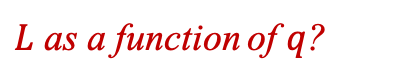 L as a function of q?